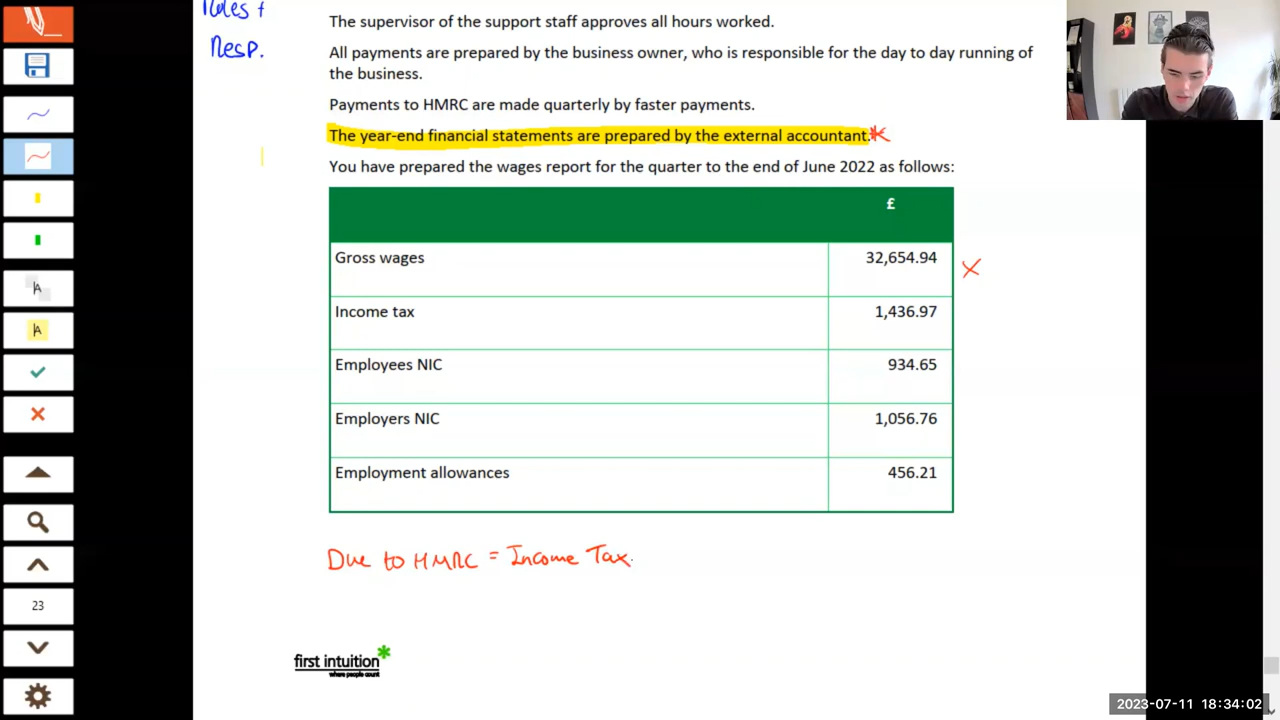 Roles +
Resp.
The supervisor of the support staff approves all hours worked.
All payments are prepared by the business owner, who is responsible for the day to day running of
the business.
Payments to HMRC are made quarterly by faster payments.
The year-end financial statements are prepared by the external accountant.
You have prepared the wages report for the quarter to the end of June 2022 as follows:
£
Gross wages 32,654.94
Income tax 1,436.97
Employees NIC 934.65
Employers NIC 1,056.76
Employment allowances 456.21
Due to HMRC = Income Tax
first intuition
where people count
A
A
23
2023-07-11 18:34:02